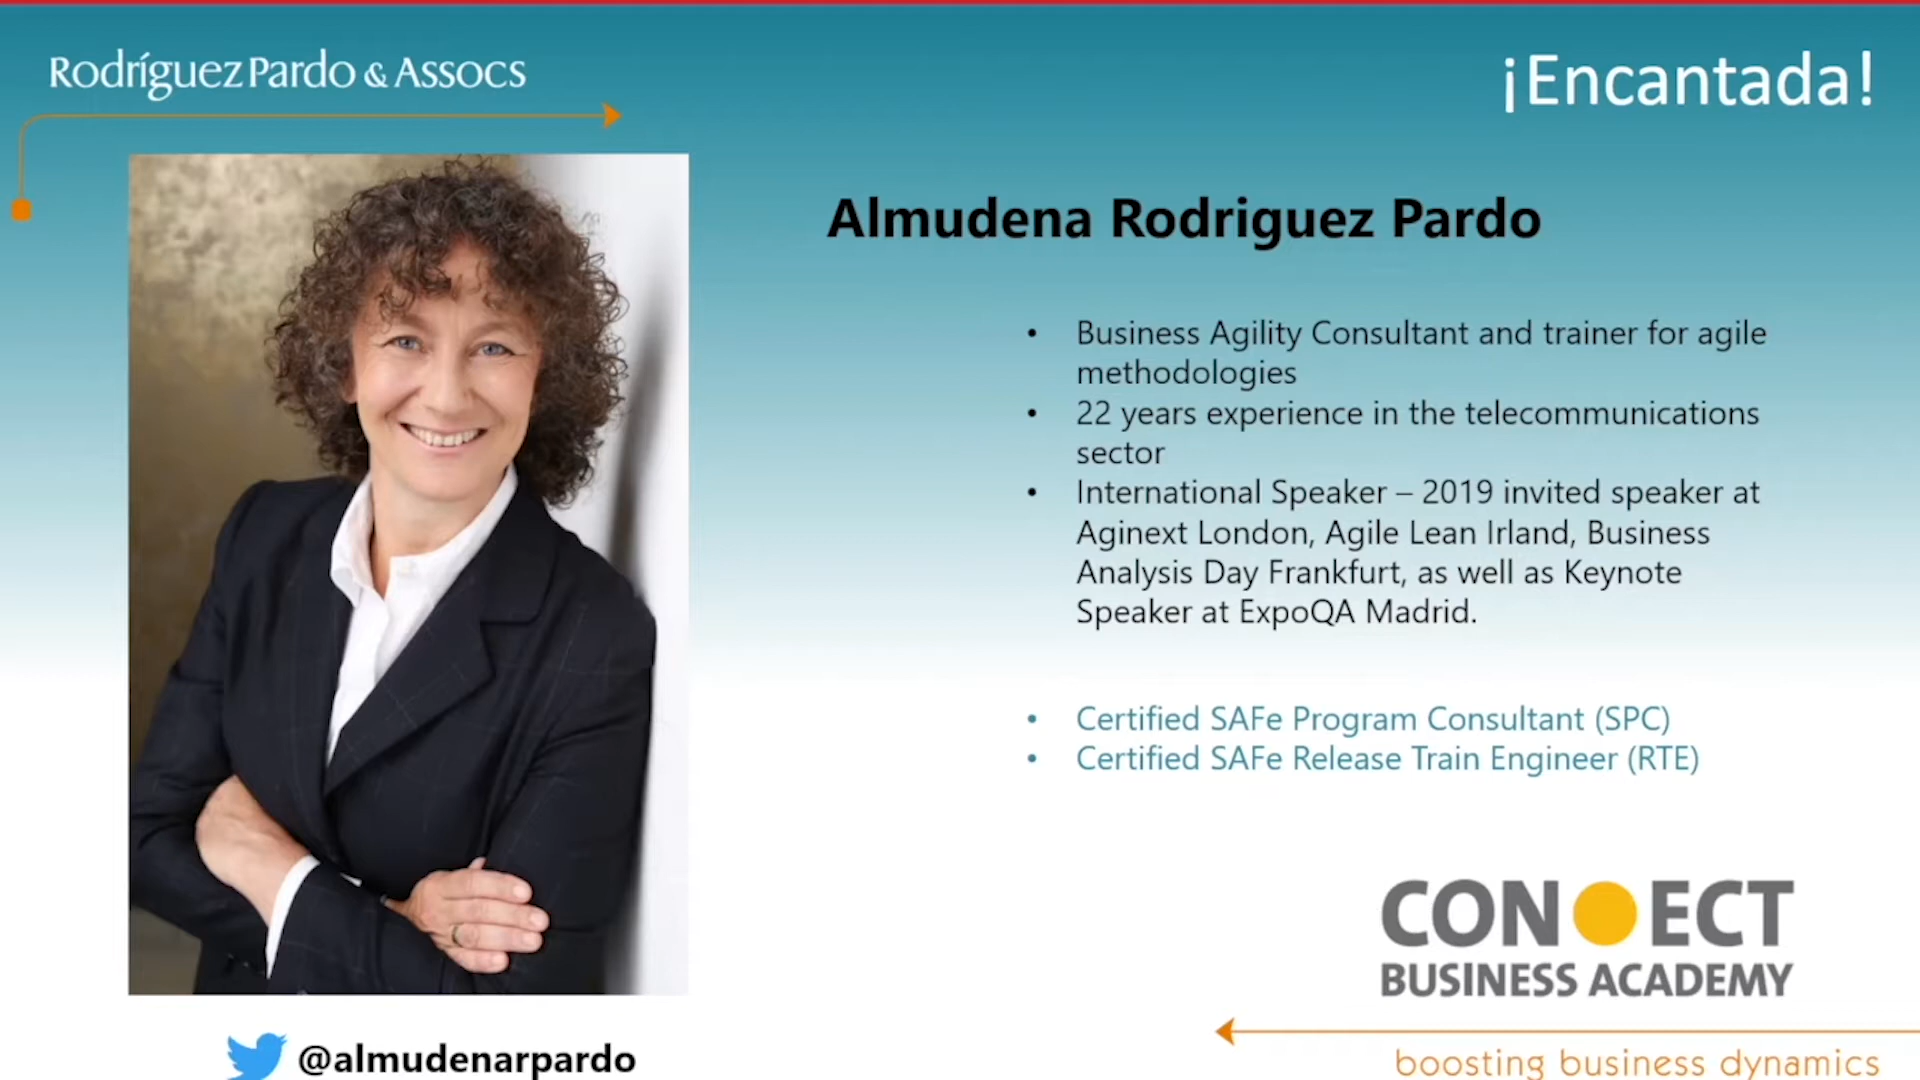 Rodríguez Pardo & Assocs
¡Encantada!
Almudena Rodriguez Pardo
• Business Agility Consultant and trainer for agile
methodologies
• 22 years experience in the telecommunications
sector
• International Speaker – 2019 invited speaker at
Aginext London, Agile Lean Irland, Business
Analysis Day Frankfurt, as well as Keynote
Speaker at ExpoQA Madrid.
• Certified SAFe Program Consultant (SPC)
• Certified SAFe Release Train Engineer (RTE)
CON ECT
BUSINESS ACADEMY
@almudenarpardo
boosting business dynamics